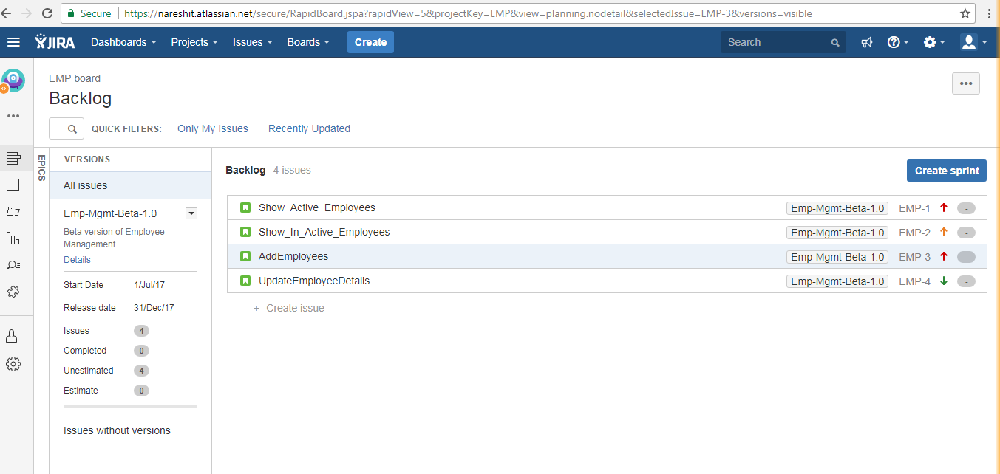 Secure https://nareshit.atlassian.net/secure/RapidBoard.jspa?rapidView=5&projectKey=EMP&view=planning.nodetail&selectedIssue=EMP-3&versions=visible
JIRA Dashboards Projects Issues Boards Create Search
EMP board
Backlog
QUICK FILTERS: Only My Issues Recently Updated
EPICS
VERSIONS
All issues
Emp-Mgmt-Beta-1.0
Beta version of Employee
Management
Details
Start Date 1/Jul/17
Release date 31/Dec/17
Issues 4
Completed 0
Unestimated 4
Estimate 0
Issues without versions
Backlog 4 issues Create sprint
Show_Active_Employees_ Emp-Mgmt-Beta-1.0 EMP-1 -
Show_In_Active_Employees Emp-Mgmt-Beta-1.0 EMP-2 -
AddEmployees Emp-Mgmt-Beta-1.0 EMP-3 -
UpdateEmployeeDetails Emp-Mgmt-Beta-1.0 EMP-4 -
+ Create issue